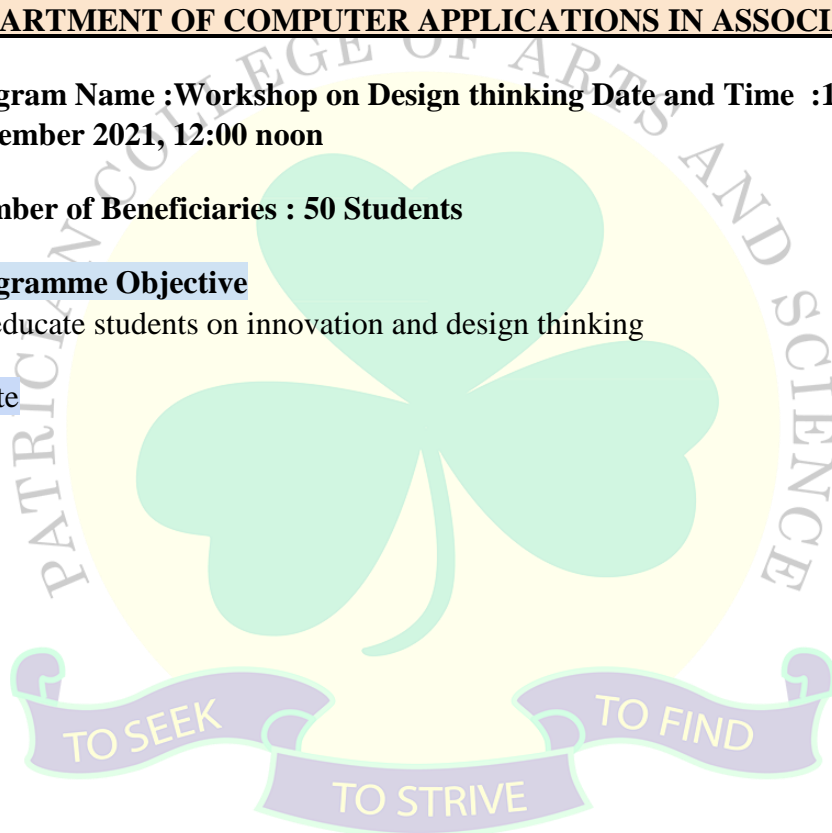 ARTMENT OF COMPUTER APPLICATIONS IN ASSOCI
gram Name :Workshop on Design thinking Date and Time :1
ember 2021, 12:00 noon
mber of Beneficiaries : 50 Students
gramme Objective
educate students on innovation and design thinking
te
PATRICIAN COLLEGE OF ARTS AND SCIENCE
TO SEEK
TO STRIVE
TO FIND